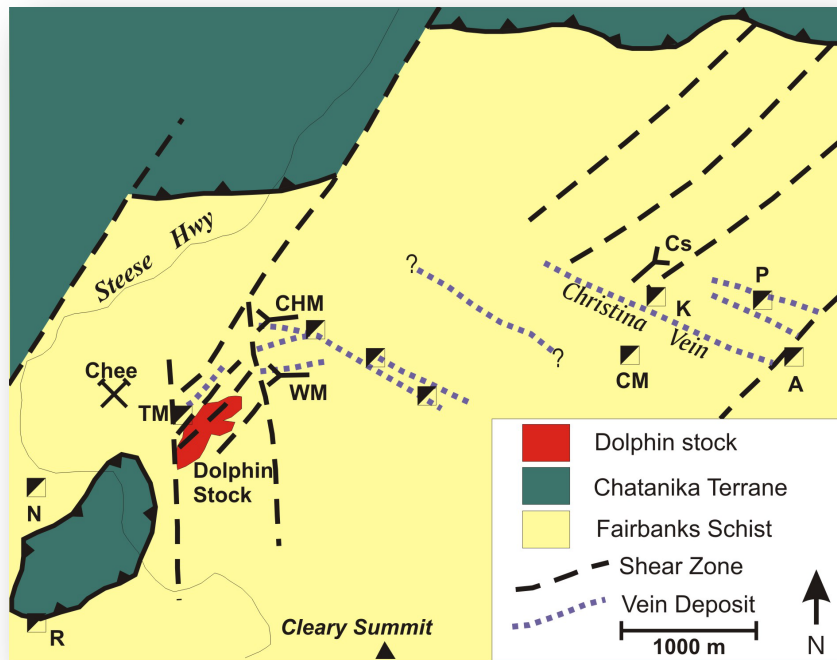 Steese Hwy
Cs
P
K
Christina Vein
CHM
?
?
Chee
TM
WM
CM
A
Dolphin
Stock
N
R
Cleary Summit
Dolphin stock
Chatanika Terrane
Fairbanks Schist
Shear Zone
Vein Deposit
1000 m
N